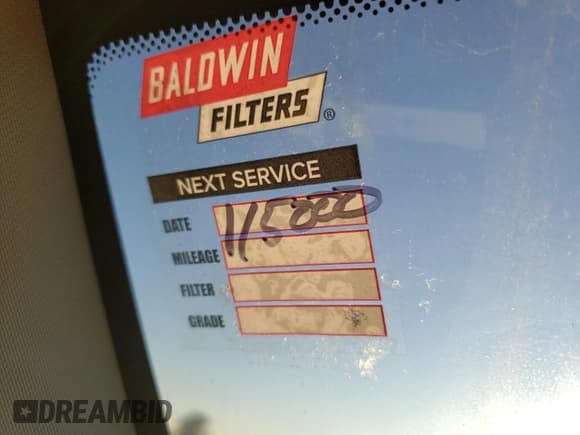 BALDWIN
FILTERS®
NEXT SERVICE
DATE
115000
MILEAGE
FILTER
GRADE
DREAMBID